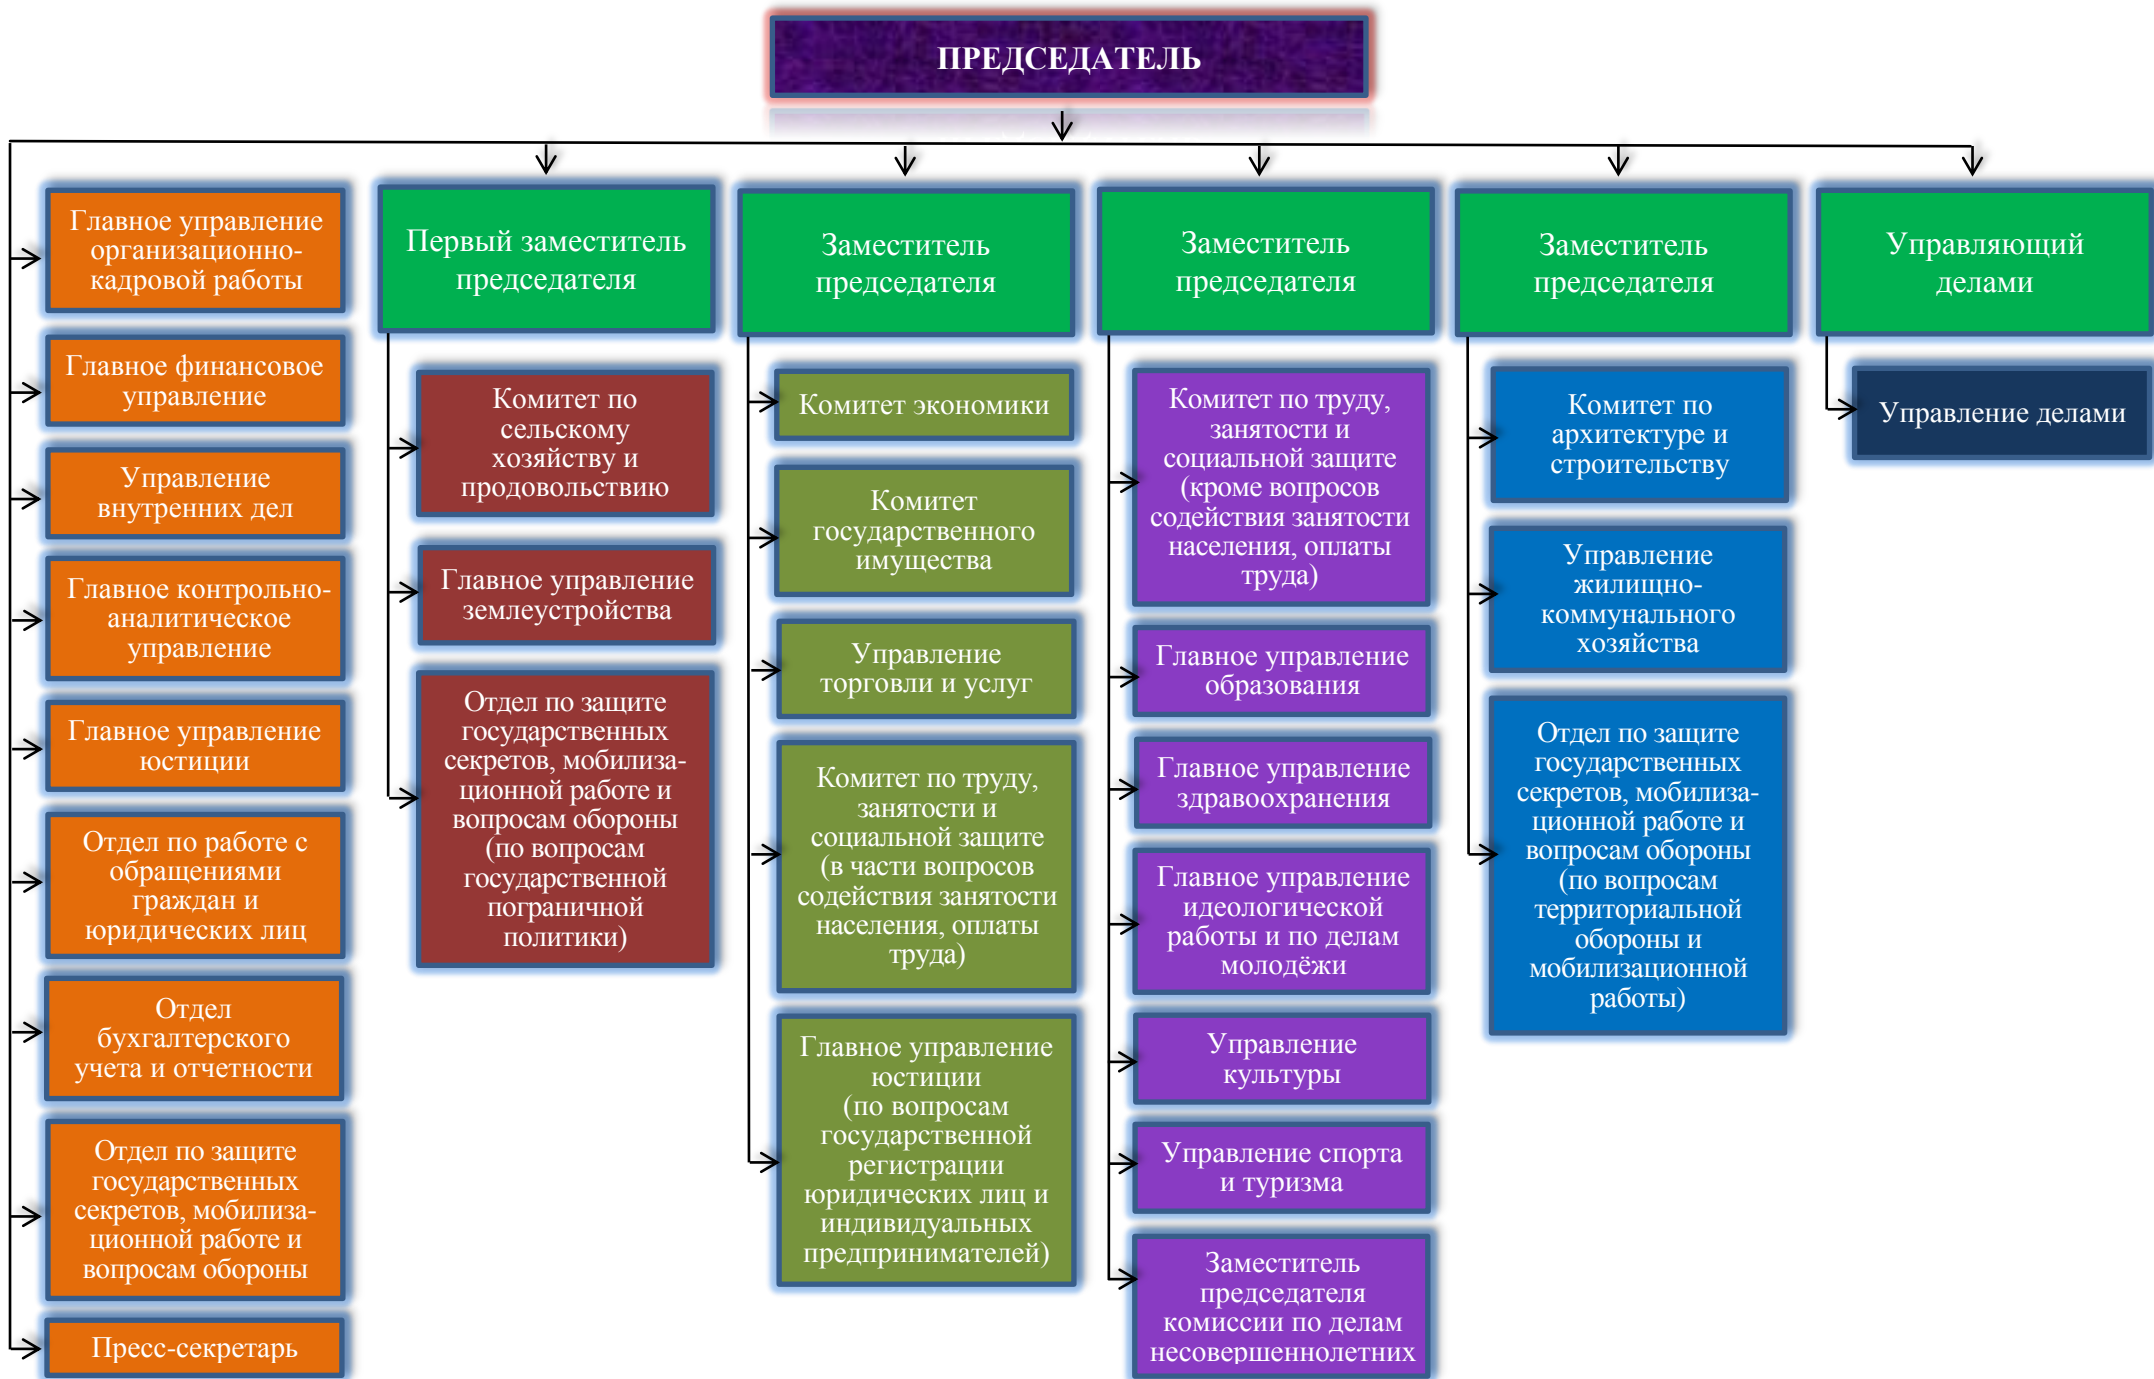 ПРЕДСЕДАТЕЛЬ
Главное управление
организационно-
кадровой работы
Главное финансовое
управление
Управление
внутренних дел
Главное контрольно-
аналитическое
управление
Главное управление
юстиции
Отдел по работе с
обращениями
граждан и
юридических лиц
Отдел
бухгалтерского
учета и отчетности
Отдел по защите
государственных
секретов, мобилиза-
ционной работе и
вопросам обороны
Пресс-секретарь
Первый заместитель
председателя
Комитет по
сельскому
хозяйству и
продовольствию
Главное управление
землеустройства
Отдел по защите
государственных
секретов, мобилиза-
ционной работе и
вопросам обороны
(по вопросам
государственной
пограничной
политики)
Заместитель
председателя
Комитет экономики
Комитет
государственного
имущества
Управление
торговли и услуг
Комитет по труду,
занятости и
социальной защите
(в части вопросов
содействия занятости
населения, оплаты
труда)
Главное управление
юстиции
(по вопросам
государственной
регистрации
юридических лиц и
индивидуальных
предпринимателей)
Заместитель
председателя
Комитет по труду,
занятости и
социальной защите
(кроме вопросов
содействия занятости
населения, оплаты
труда)
Главное управление
образования
Главное управление
здравоохранения
Главное управление
идеологической
работы и по делам
молодёжи
Управление
культуры
Управление спорта
и туризма
Заместитель
председателя
комиссии по делам
несовершеннолетних
Заместитель
председателя
Комитет по
архитектуре и
строительству
Управление
жилищно-
коммунального
хозяйства
Отдел по защите
государственных
секретов, мобилиза-
ционной работе и
вопросам обороны
(по вопросам
территориальной
обороны и
мобилизационной
работы)
Управляющий
делами
Управление делами